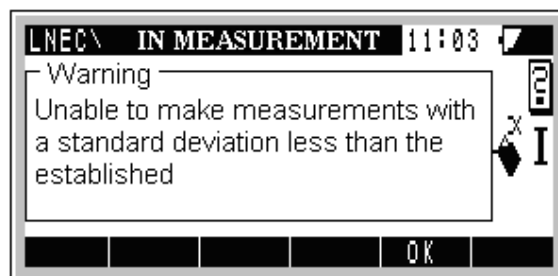 LNEC\ IN MEASUREMENT 11:03
Warning
Unable to make measurements with
a standard deviation less than the
established
OK